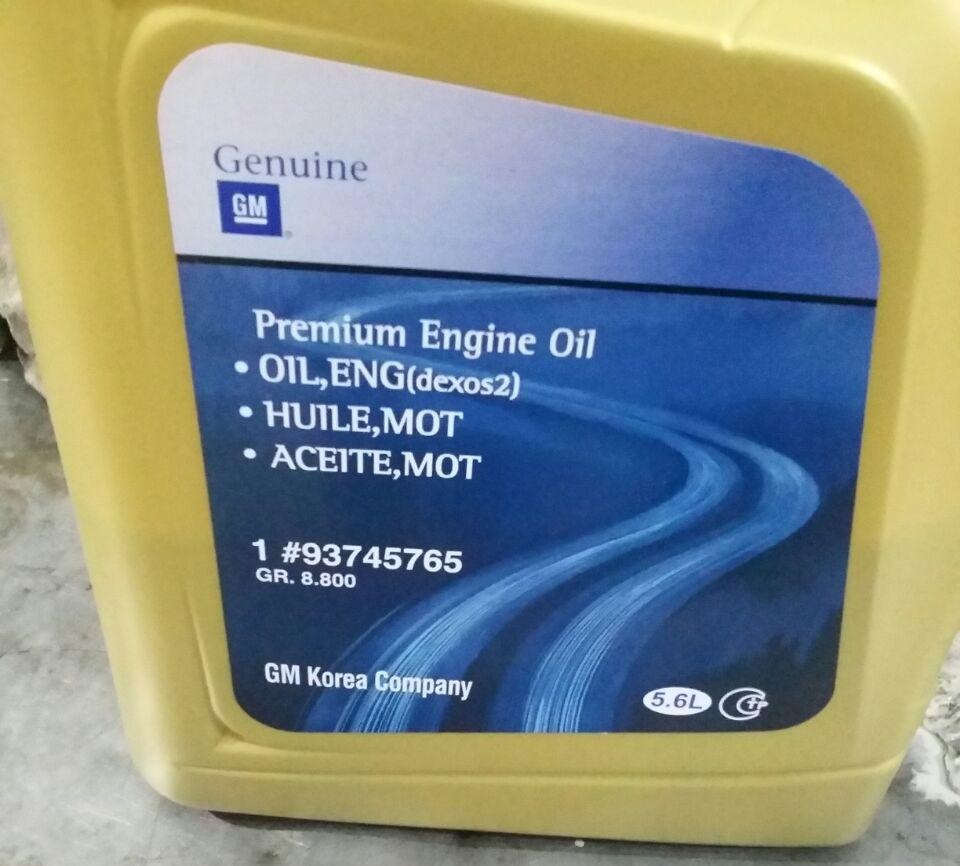 Genuine
GM
Premium Engine Oil
• OIL,ENG(dexos2)
• HUILE,MOT
• ACEITE,MOT
1 #93745765
GR. 8.800
GM Korea Company
5.6L